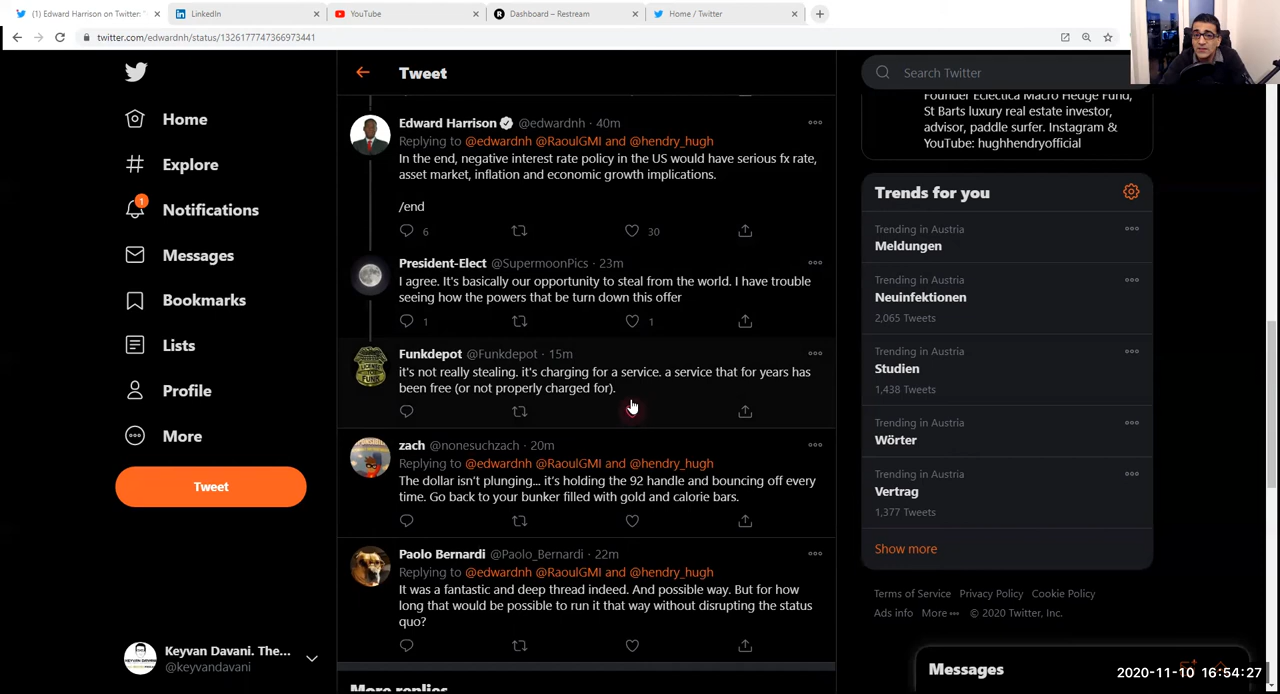 (1) Edward Harrison on Twitter: "
LinkedIn
YouTube
Dashboard – Restream
Home / Twitter
twitter.com/edwardnh/status/1326177747366973441
Home
Explore
1
Notifications
Messages
Bookmarks
Lists
Profile
More
Tweet
Keyvan Davani. The...
@keyvandavani
Tweet
Edward Harrison @edwardnh · 40m
Replying to @edwardnh @RaoulGMI and @hendry_hugh
In the end, negative interest rate policy in the US would have serious fx rate,
asset market, inflation and economic growth implications.
/end
6 30
President-Elect @SupermoonPics · 23m
I agree. It's basically our opportunity to steal from the world. I have trouble
seeing how the powers that be turn down this offer
1 1
Funkdepot @Funkdepot · 15m
it's not really stealing. it's charging for a service. a service that for years has
been free (or not properly charged for).
zach @nonesuchzach · 20m
Replying to @edwardnh @RaoulGMI and @hendry_hugh
The dollar isn't plunging... it's holding the 92 handle and bouncing off every
time. Go back to your bunker filled with gold and calorie bars.
Paolo Bernardi @Paolo_Bernardi · 22m
Replying to @edwardnh @RaoulGMI and @hendry_hugh
It was a fantastic and deep thread indeed. And possible way. But for how
long that would be possible to run it that way without disrupting the status
quo?
More replies
Search Twitter
Founder Eclectica Macro Hedge Fund,
St Barts luxury real estate investor,
advisor, paddle surfer. Instagram &
YouTube: hughhendryofficial
Trends for you
Trending in Austria
Meldungen
Trending in Austria
Neuinfektionen
2,065 Tweets
Trending in Austria
Studien
1,438 Tweets
Trending in Austria
Wörter
Trending in Austria
Vertrag
1,377 Tweets
Show more
Terms of Service Privacy Policy Cookie Policy
Ads info More © 2020 Twitter, Inc.
Messages
2020-11-10 16:54:27